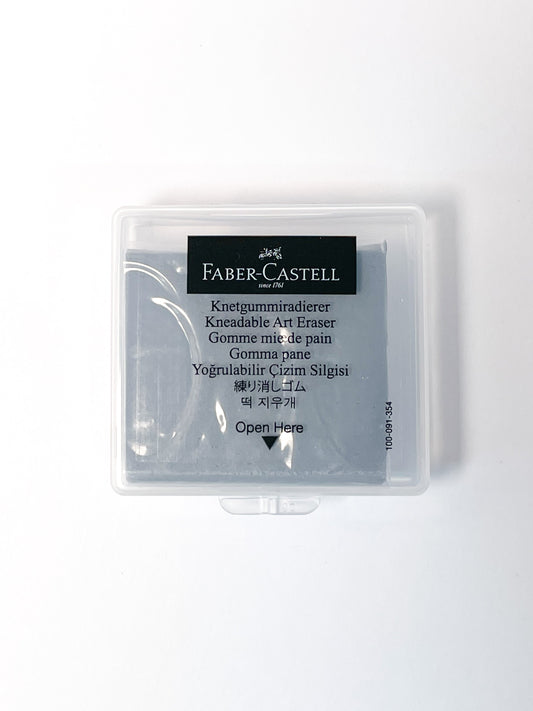 FABER-CASTELL
since 1761
Knetgummiradierer
Kneadable Art Eraser
Gomme mie de pain
Gomma pane
Yoğrulabilir Çizim Silgisi
練り消しゴム
떡 지우개
Open Here
100-091-354